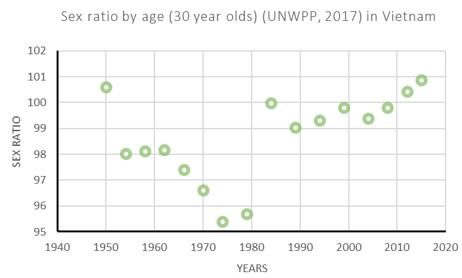 Sex ratio by age (30 year olds) (UNWPP, 2017) in Vietnam
102
101
100
99
98
97
96
95
SEX RATIO
1940 1950 1960 1970 1980 1990 2000 2010 2020
YEARS